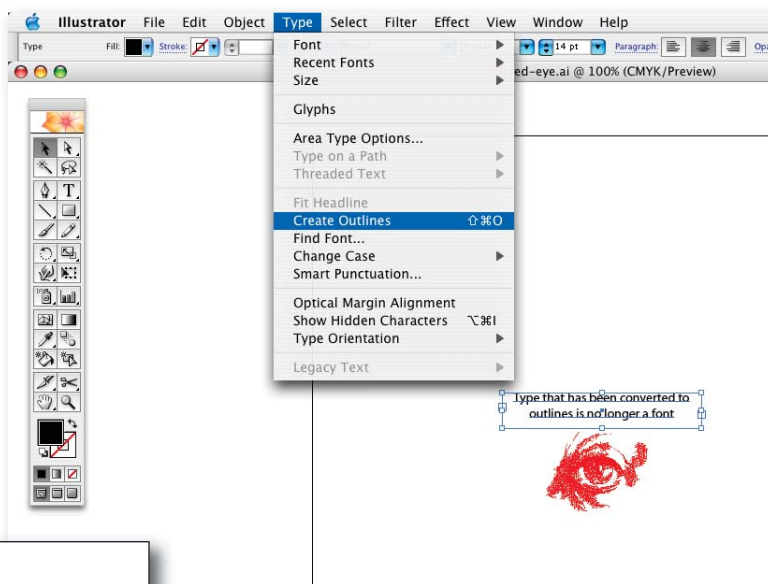 Illustrator File Edit Object Type Select Filter Effect View Window Help
Type Fill: Stroke: 14 pt Paragraph:
ed-eye.ai @ 100% (CMYK/Preview)
Font
Recent Fonts
Size
Glyphs
Area Type Options...
Type on a Path
Threaded Text
Fit Headline
Create Outlines ⇧⌘O
Find Font...
Change Case
Smart Punctuation...
Optical Margin Alignment
Show Hidden Characters ⌥⌘I
Type Orientation
Legacy Text
Type that has been converted to
outlines is no longer a font